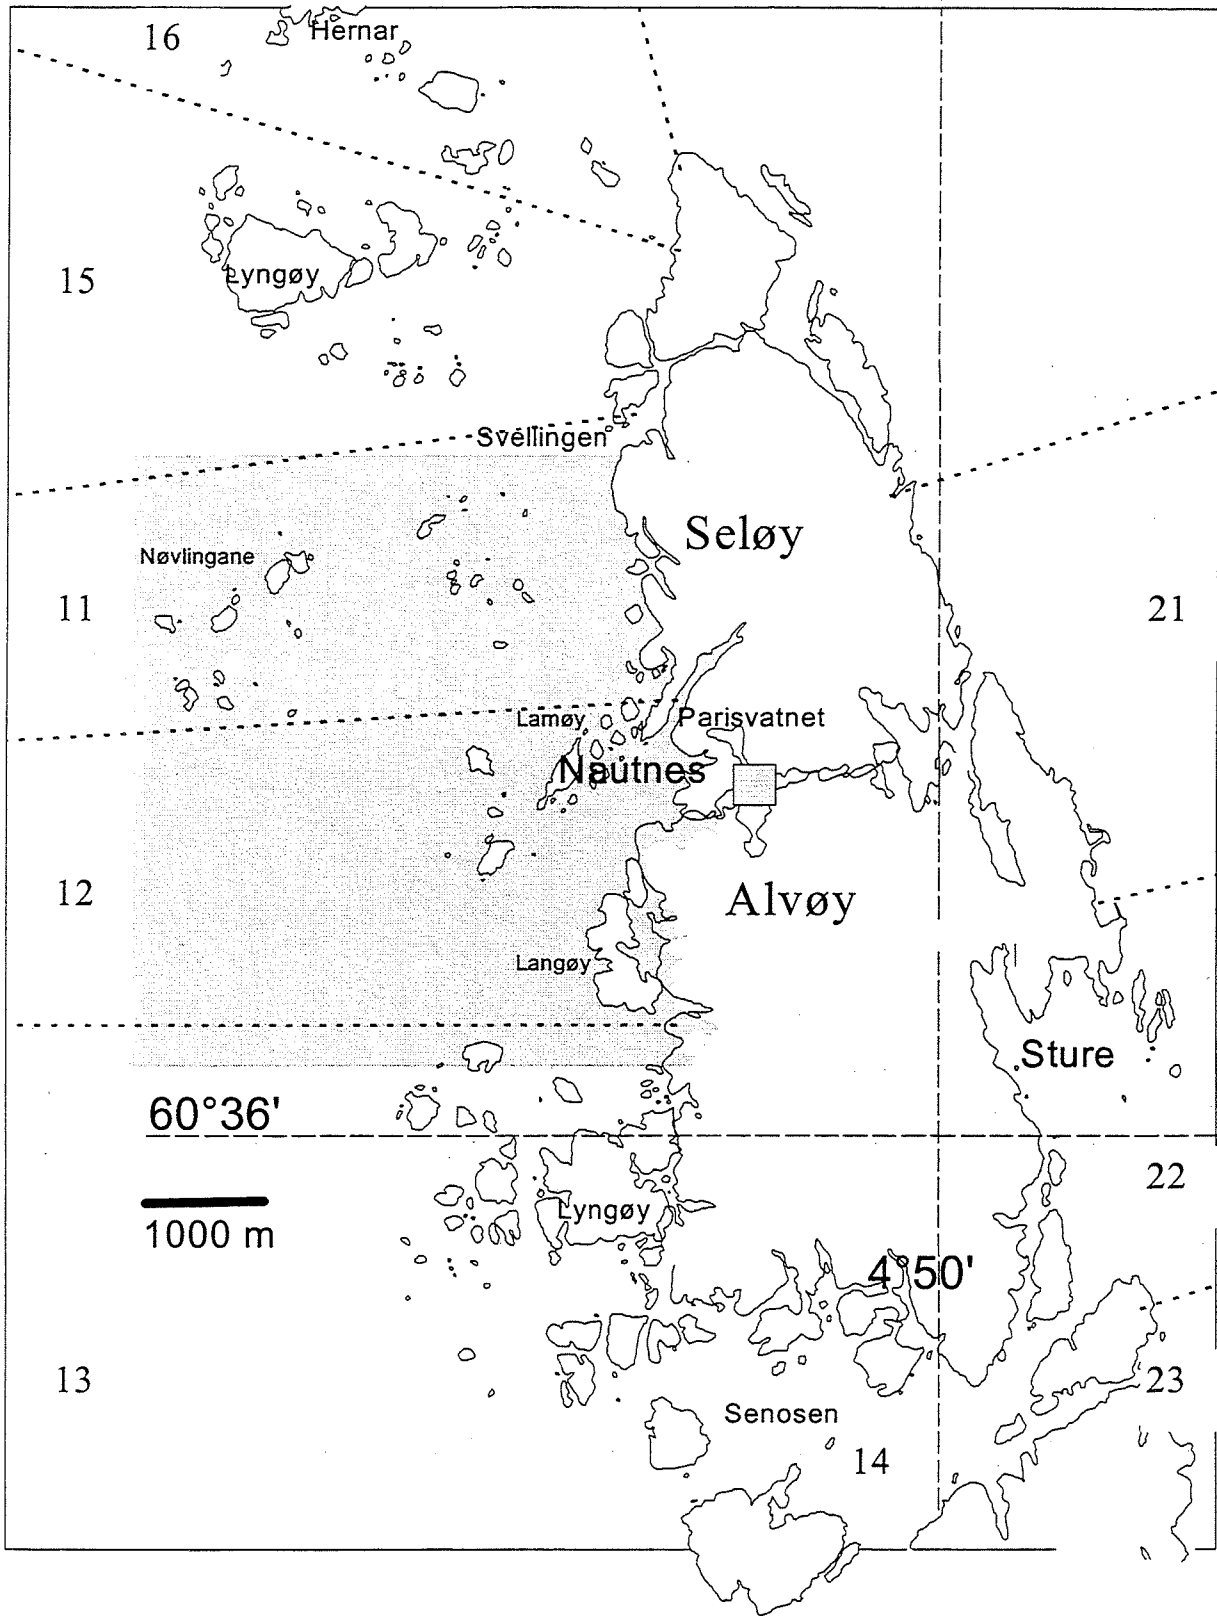 16
Hernar
15
Lyngøy
Svellingen
Seløy
Nøvlingane
11
21
Lamøy
Parisvatnet
Nautnes
12
Alvøy
Langøy
Sture
60°36'
22
1000 m
Lyngøy
4°50'
13
23
Senosen
14